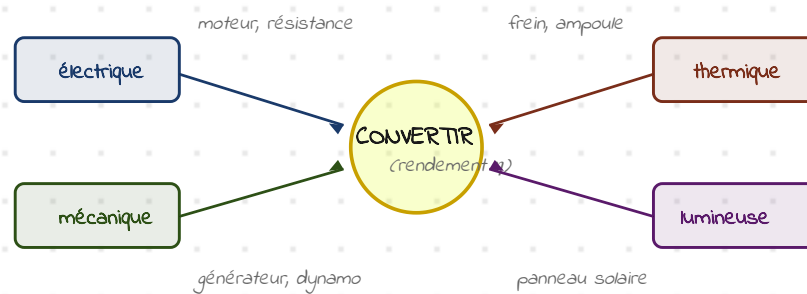 moteur, résistance
frein, ampoule
électrique
thermique
CONVERTIR
(rendement η)
mécanique
lumineuse
générateur, dynamo
panneau solaire